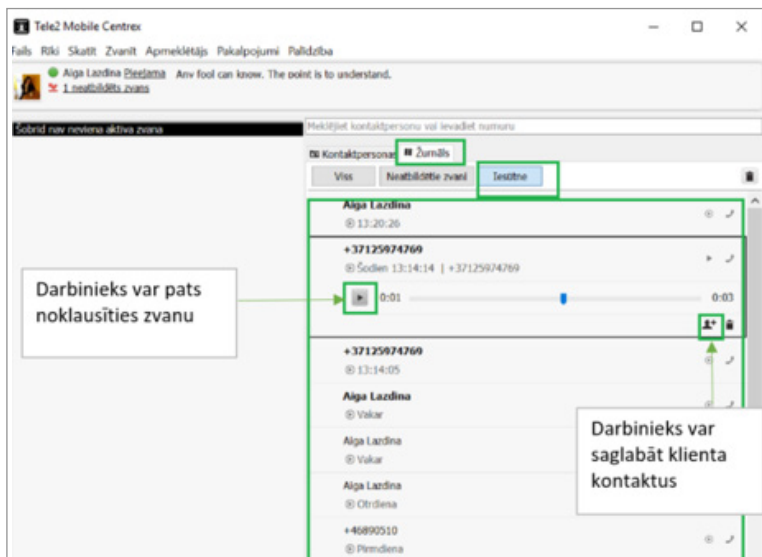 Tele2 Mobile Centrex
Fails Rīki Skatīt Zvanīt Apmeklētājs Pakalpojumi Palīdzība
Aiga Lazdina Pieejama Any fool can know. The point is to understand.
1 neatbildēts zvans
Šobrīd nav neviena aktīva zvana
Meklējiet kontaktpersonu vai ievadiet numuru
Kontaktpersonas Žurnāls
Viss Neatbildētie zvani Iesūtne
Aiga Lazdina
13:20:26
+37125974769
Šodien 13:14:14 | +37125974769
0:01 0:03
Darbinieks var pats
noklausīties zvanu
+37125974769
13:14:05
Aiga Lazdina
Vakar
Aiga Lazdina
Vakar
Aiga Lazdina
Otrdiena
+46890510
Pirmdiena
Darbinieks var
saglabāt klienta
kontaktus